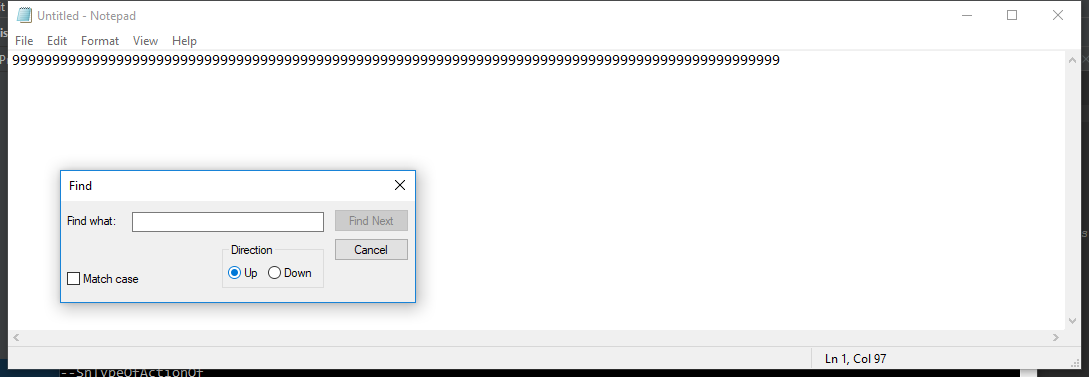 Untitled - Notepad
File Edit Format View Help
999999999999999999999999999999999999999999999999999999999999999999999999999999999999999999999999
Find
Find what:
Find Next
Cancel
Direction
Up Down
Match case
Ln 1, Col 97
--ShTypeOfActionOf